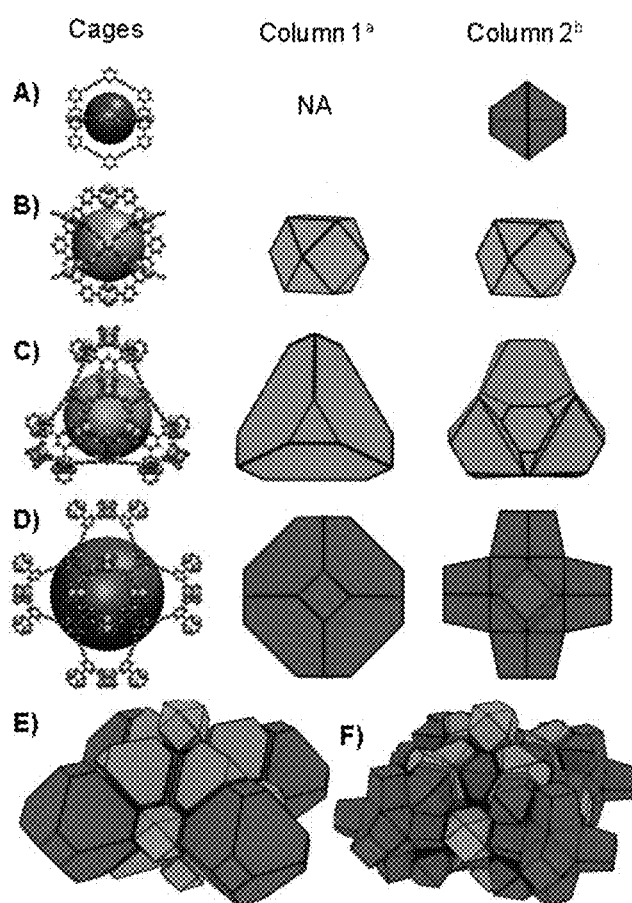 Cages Column 1ᵃ Column 2ᵇ
A) NA
B)
C)
D)
E) F)